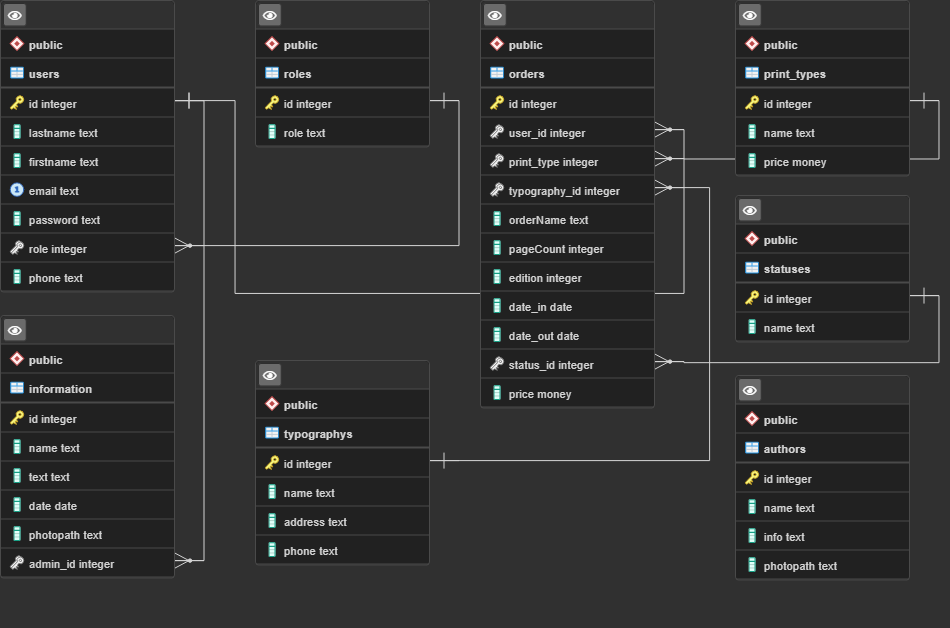 public
users
id integer
lastname text
firstname text
1 email text
password text
role integer
phone text
public
roles
id integer
role text
public
orders
id integer
user_id integer
print_type integer
typography_id integer
orderName text
pageCount integer
edition integer
date_in date
date_out date
status_id integer
price money
public
print_types
id integer
name text
price money
public
statuses
id integer
name text
public
information
id integer
name text
text text
date date
photopath text
admin_id integer
public
typographys
id integer
name text
address text
phone text
public
authors
id integer
name text
info text
photopath text